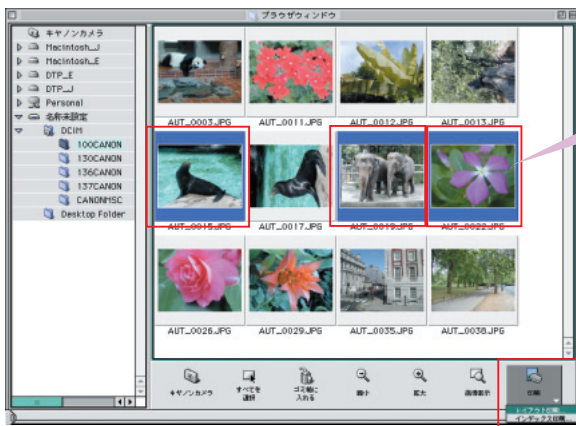 ブラウザウィンドウ
キヤノンカメラ
Macintosh_J
Macintosh_E
DTP_E
DTP_J
Personal
名称未設定
DCIM
100CANON
130CANON
136CANON
137CANON
CANONMSC
Desktop Folder
AUT_0003.JPG AUT_0011.JPG AUT_0012.JPG AUT_0013.JPG
AUT_0015.JPG AUT_0017.JPG AUT_0019.JPG AUT_0022.JPG
AUT_0026.JPG AUT_0029.JPG AUT_0035.JPG AUT_0038.JPG
キヤノンカメラ
すべてを
選択
ゴミ箱に
入れる
縮小
拡大
画像表示
印刷
レイアウト印刷
インデックス印刷...